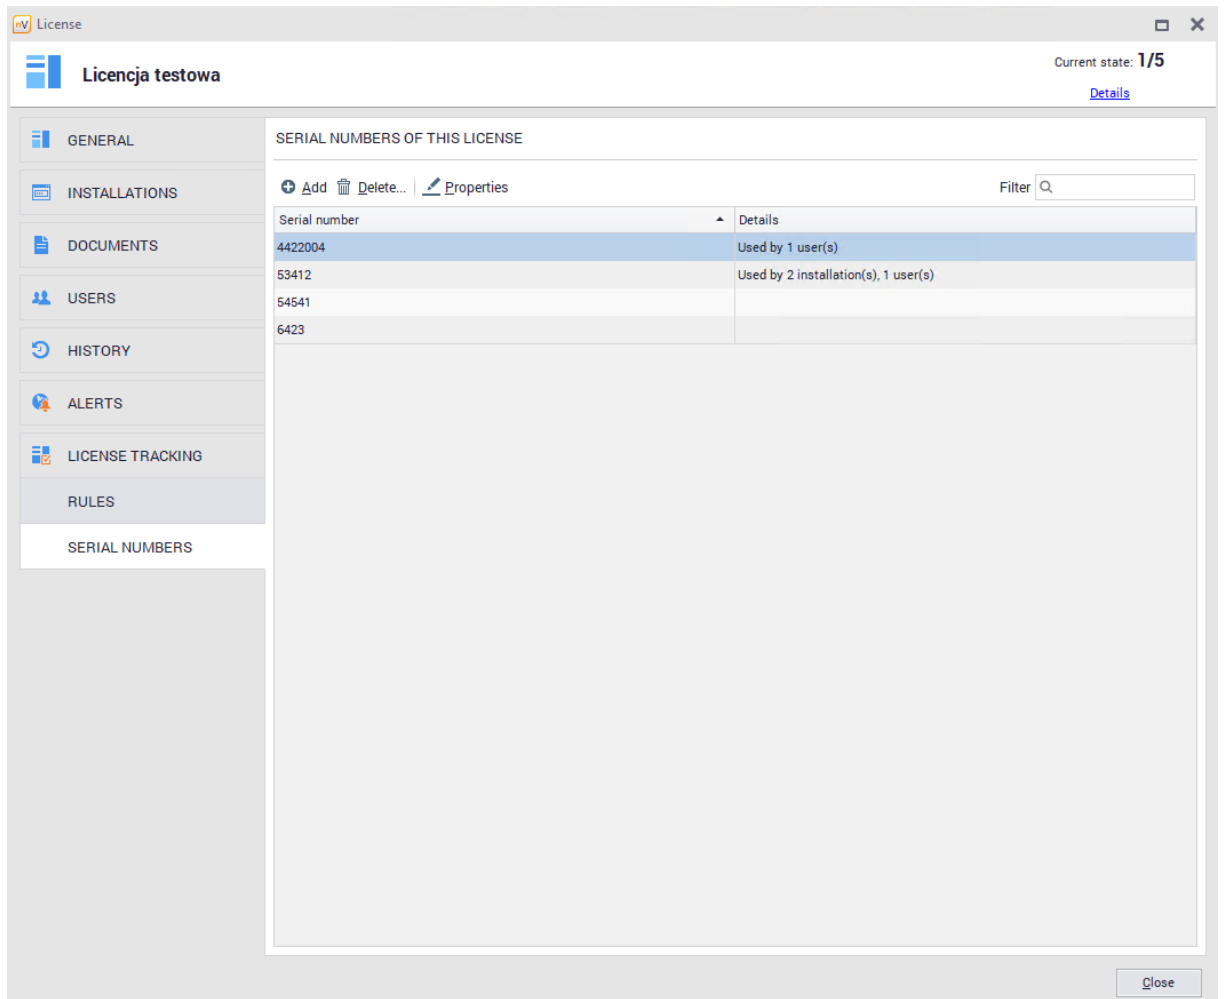 nV License
Licencja testowa
Current state: 1/5
Details
GENERAL
INSTALLATIONS
DOCUMENTS
USERS
HISTORY
ALERTS
LICENSE TRACKING
RULES
SERIAL NUMBERS
SERIAL NUMBERS OF THIS LICENSE
Add Delete... Properties Filter
Serial number Details
4422004 Used by 1 user(s)
53412 Used by 2 installation(s), 1 user(s)
54541
6423
Close